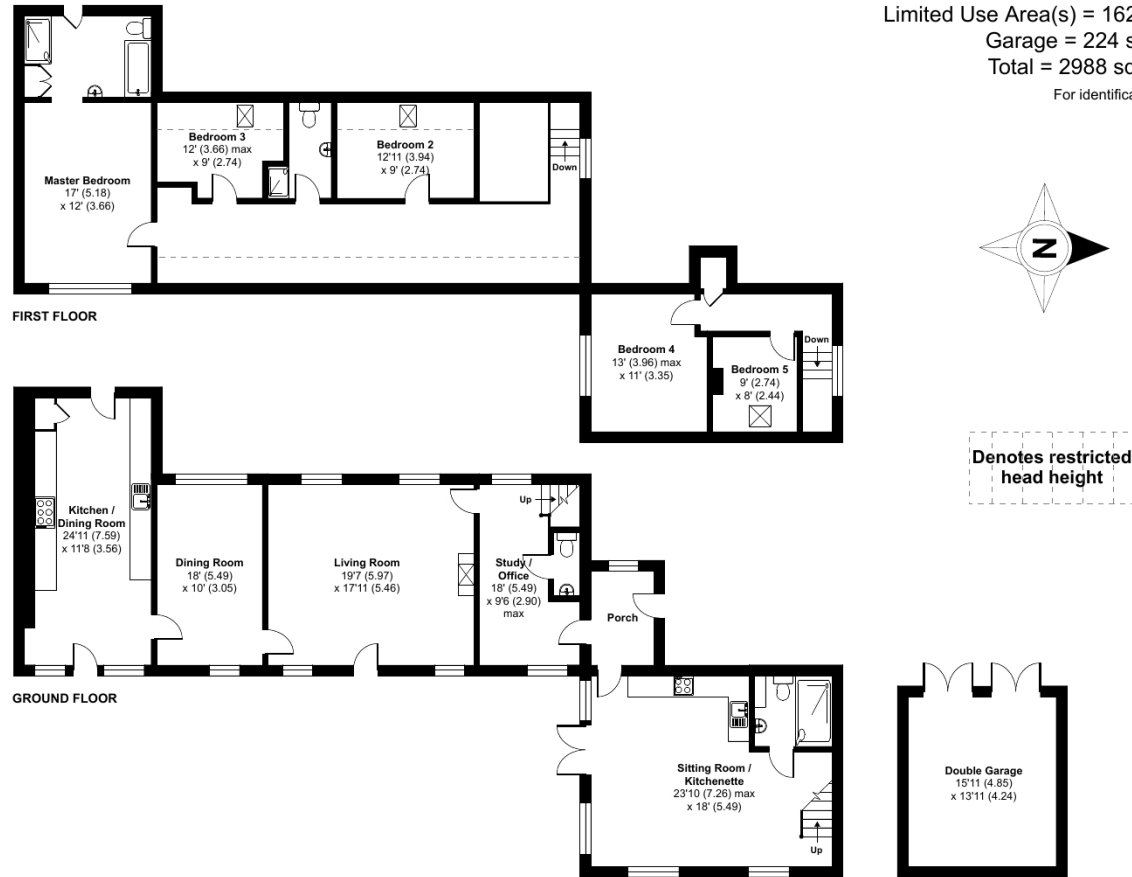 Limited Use Area(s) = 162
Garage = 224 s
Total = 2988 sq
For identifica
Bedroom 3
12' (3.66) max
x 9' (2.74)
Bedroom 2
12'11 (3.94)
x 9' (2.74)
Down
Master Bedroom
17' (5.18)
x 12' (3.66)
N
FIRST FLOOR
Bedroom 4
13' (3.96) max
x 11' (3.35)
Bedroom 5
9' (2.74)
x 8' (2.44)
Down
Denotes restricted
head height
Kitchen /
Dining Room
24'11 (7.59)
x 11'8 (3.56)
Dining Room
18' (5.49)
x 10' (3.05)
Living Room
19'7 (5.97)
x 17'11 (5.46)
Up
Study /
Office
18' (5.49)
x 9'6 (2.90)
max
Porch
GROUND FLOOR
Sitting Room /
Kitchenette
23'10 (7.26) max
x 18' (5.49)
Up
Double Garage
15'11 (4.85)
x 13'11 (4.24)